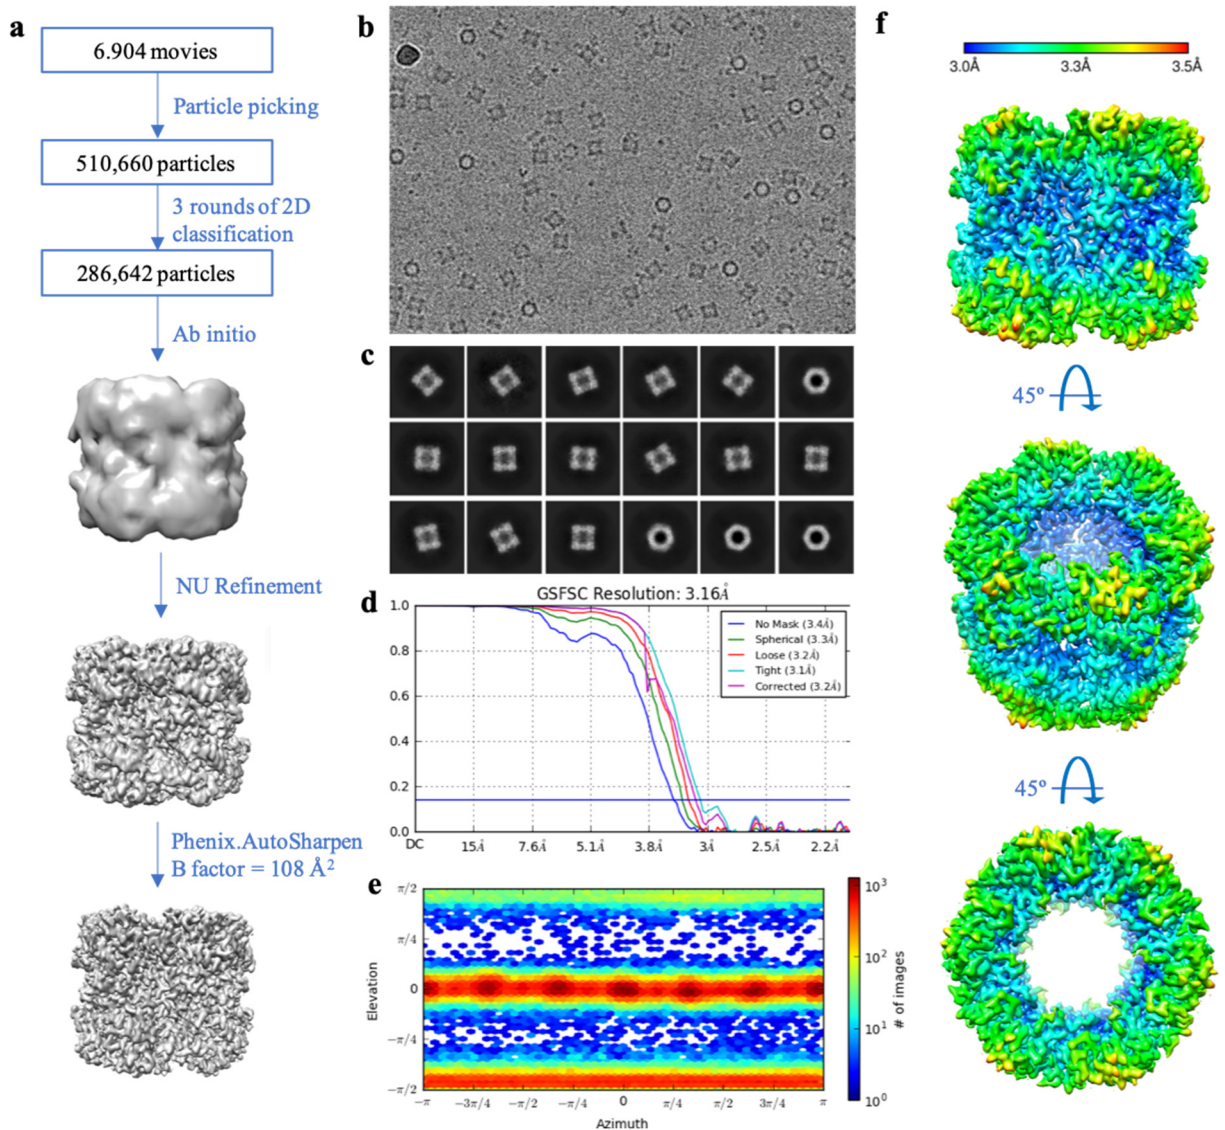 a
6.904 movies
Particle picking
510,660 particles
3 rounds of 2D
classification
286,642 particles
Ab initio
NU Refinement
Phenix.AutoSharpen
B factor = 108 Å²
b
c
d
GSFSC Resolution: 3.16Å
1.0
0.8
0.6
0.4
0.2
0.0
No Mask (3.4Å)
Spherical (3.3Å)
Loose (3.2Å)
Tight (3.1Å)
Corrected (3.2Å)
DC 15Å 7.6Å 5.1Å 3.8Å 3Å 2.5Å 2.2Å
e
π/2
π/4
0
−π/4
−π/2
Elevation
−π −3π/4 −π/2 −π/4 0 π/4 π/2 3π/4 π
Azimuth
10³
10²
10¹
10⁰
# of images
f
3.0Å 3.3Å 3.5Å
45º
45º